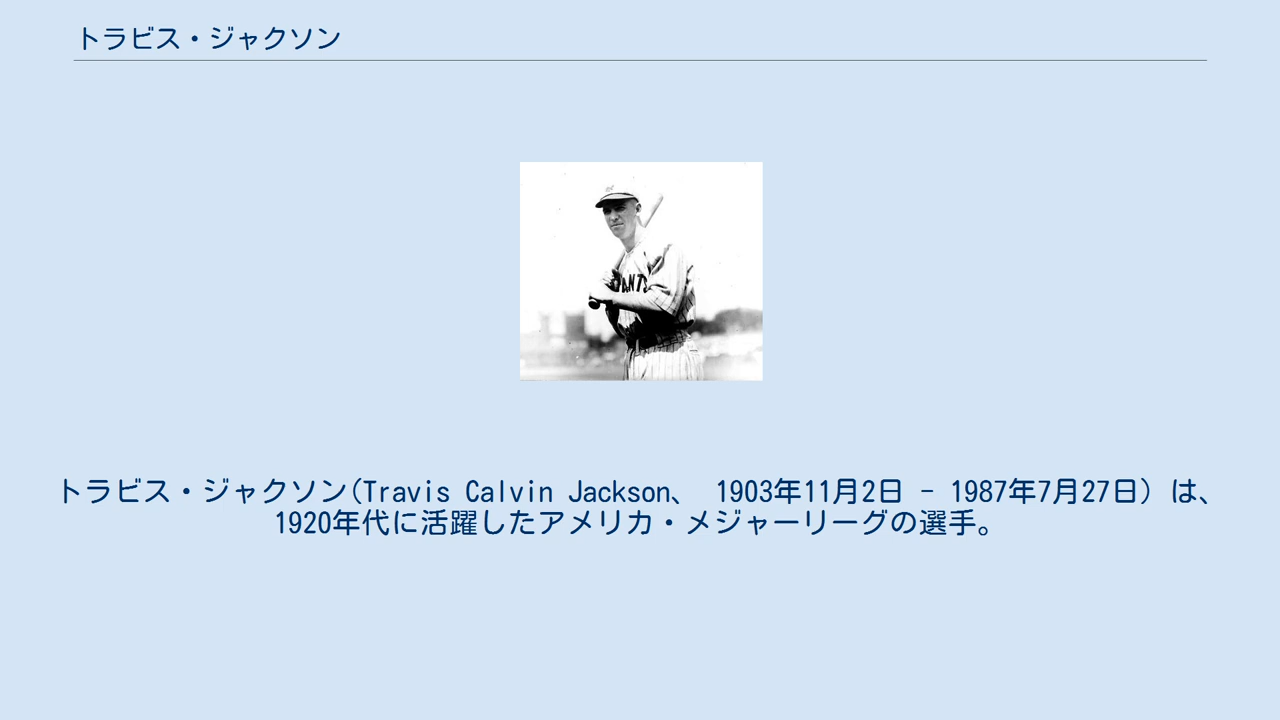 トラビス・ジャクソン
ANTS
トラビス・ジャクソン(Travis Calvin Jackson、 1903年11月2日 - 1987年7月27日) は、
1920年代に活躍したアメリカ・メジャーリーグの選手。